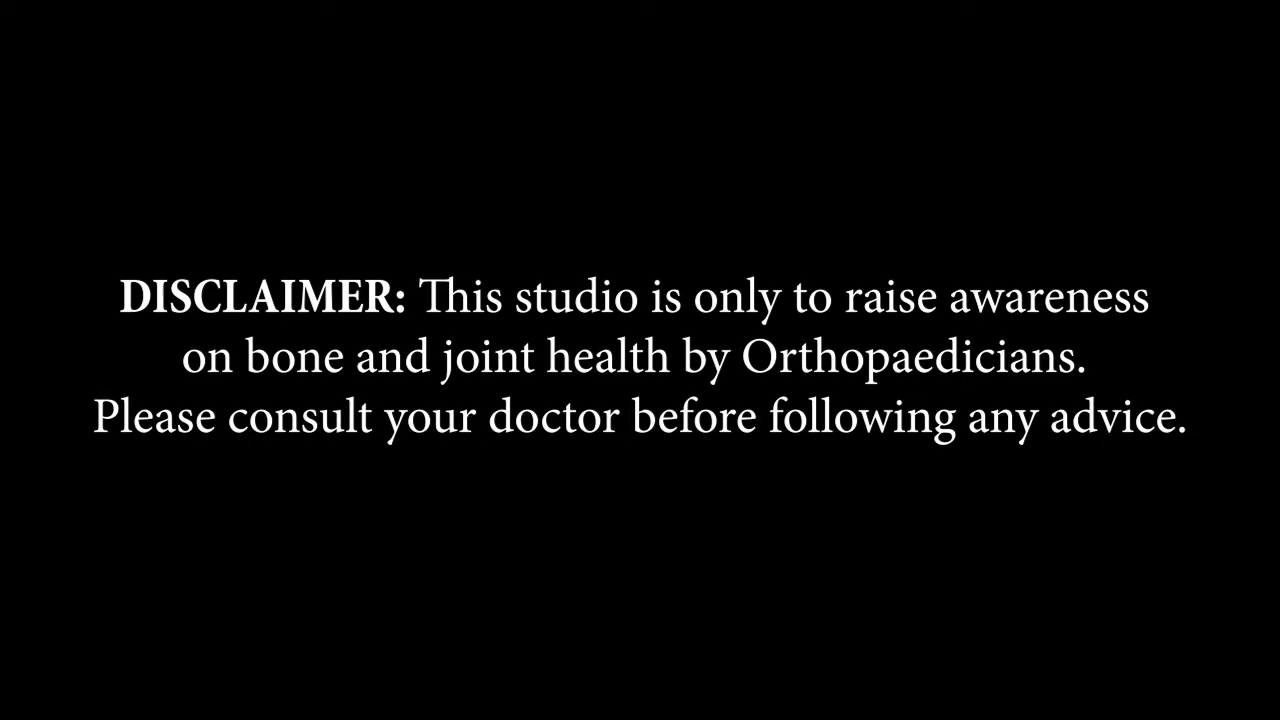 DISCLAIMER: This studio is only to raise awareness
on bone and joint health by Orthopaedicians.
Please consult your doctor before following any advice.